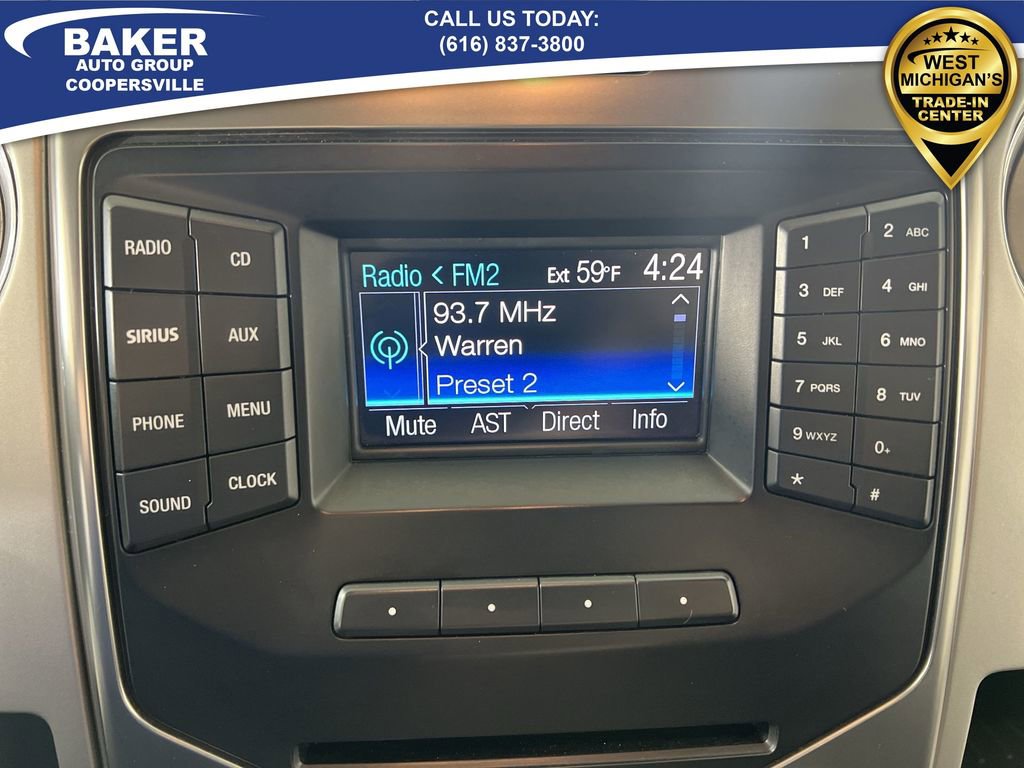 BAKER
AUTO GROUP
COOPERSVILLE
CALL US TODAY:
(616) 837-3800
WEST
MICHIGAN'S
TRADE-IN
CENTER
RADIO
CD
SIRIUS
AUX
PHONE
MENU
SOUND
CLOCK
Radio < FM2 Ext 59°F 4:24
93.7 MHz
Warren
Preset 2
Mute AST Direct Info
1
2 ABC
3 DEF
4 GHI
5 JKL
6 MNO
7 PQRS
8 TUV
9 WXYZ
0+
*
#